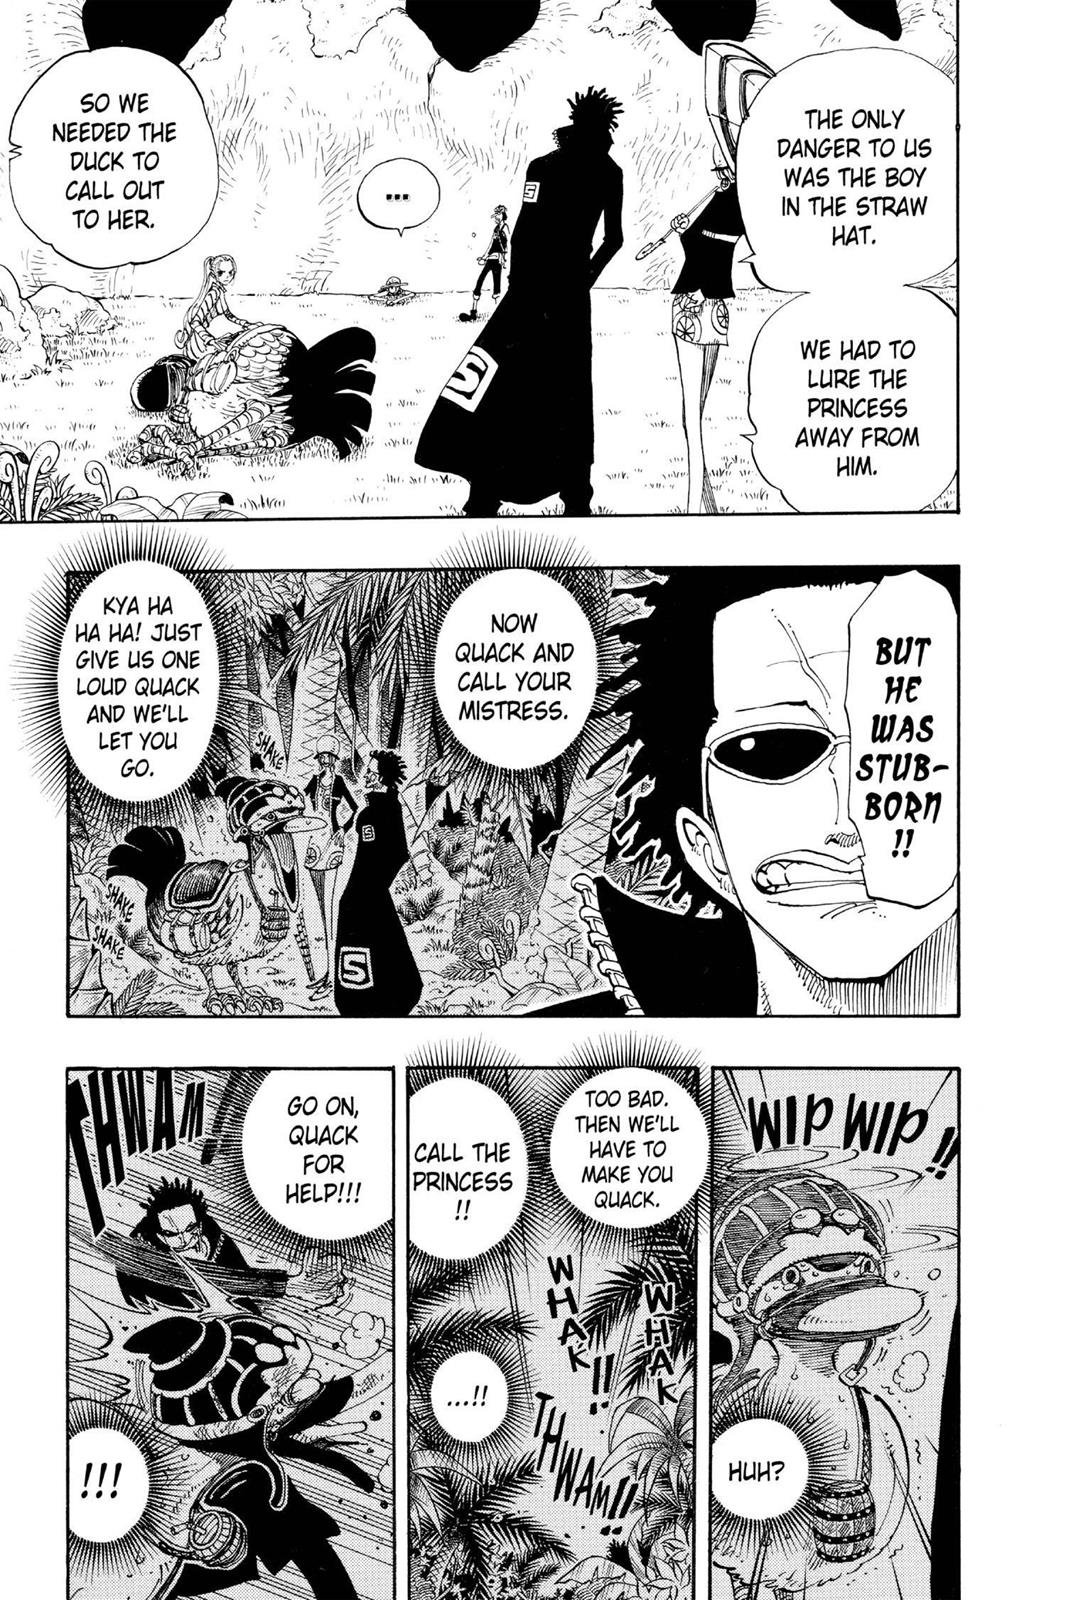 THE ONLY
DANGER TO US
WAS THE BOY
IN THE STRAW
HAT.
WE HAD TO
LURE THE
PRINCESS
AWAY FROM
HIM.
...
SO WE
NEEDED THE
DUCK TO
CALL OUT
TO HER.
S
S
BUT
HE
WAS
STUB-
BORN
!!
NOW
QUACK AND
CALL YOUR
MISTRESS.
KYA HA
HA HA! JUST
GIVE US ONE
LOUD QUACK
AND WE'LL
LET YOU
GO.
SHAKE
SHAKE
SHAKE
S
S
WIP WIP!!
HUH?
TOO BAD.
THEN WE'LL
HAVE TO
MAKE YOU
QUACK.
CALL THE
PRINCESS
!!
WHAK
WHAK!!
THWAM!!
...!!
GO ON,
QUACK
FOR
HELP!!!
THWAM!!
!!!